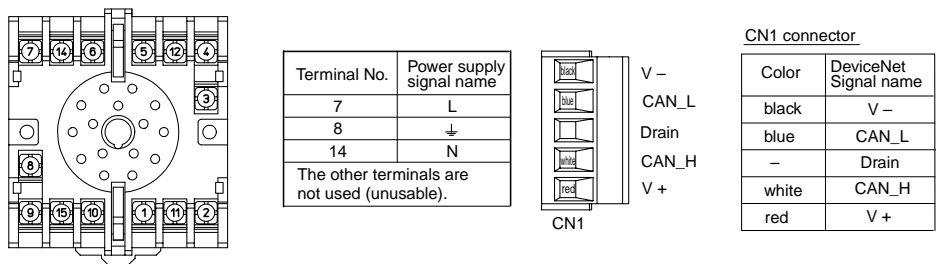 7 14 6 5 12 4
3
8
9 15 10 1 11 2
Terminal No. Power supply signal name
7 L
8 ⏚
14 N
The other terminals are
not used (unusable).
black V –
blue CAN_L
Drain
white CAN_H
red V +
CN1
CN1 connector
Color DeviceNet Signal name
black V –
blue CAN_L
– Drain
white CAN_H
red V +